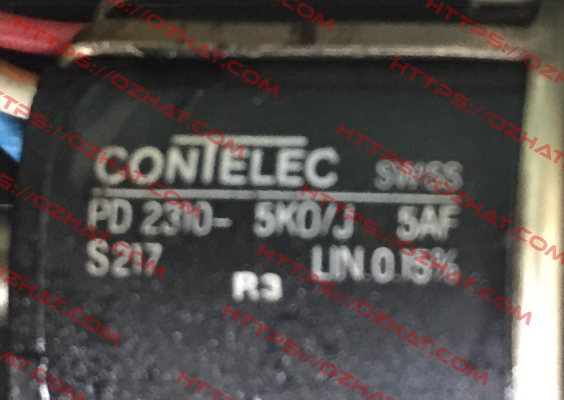 CONTELEC SWISS
PD 2310- 5K0/J 5AF
S217 LIN.0.15%
R3
HTTPS://OZHAT.COM